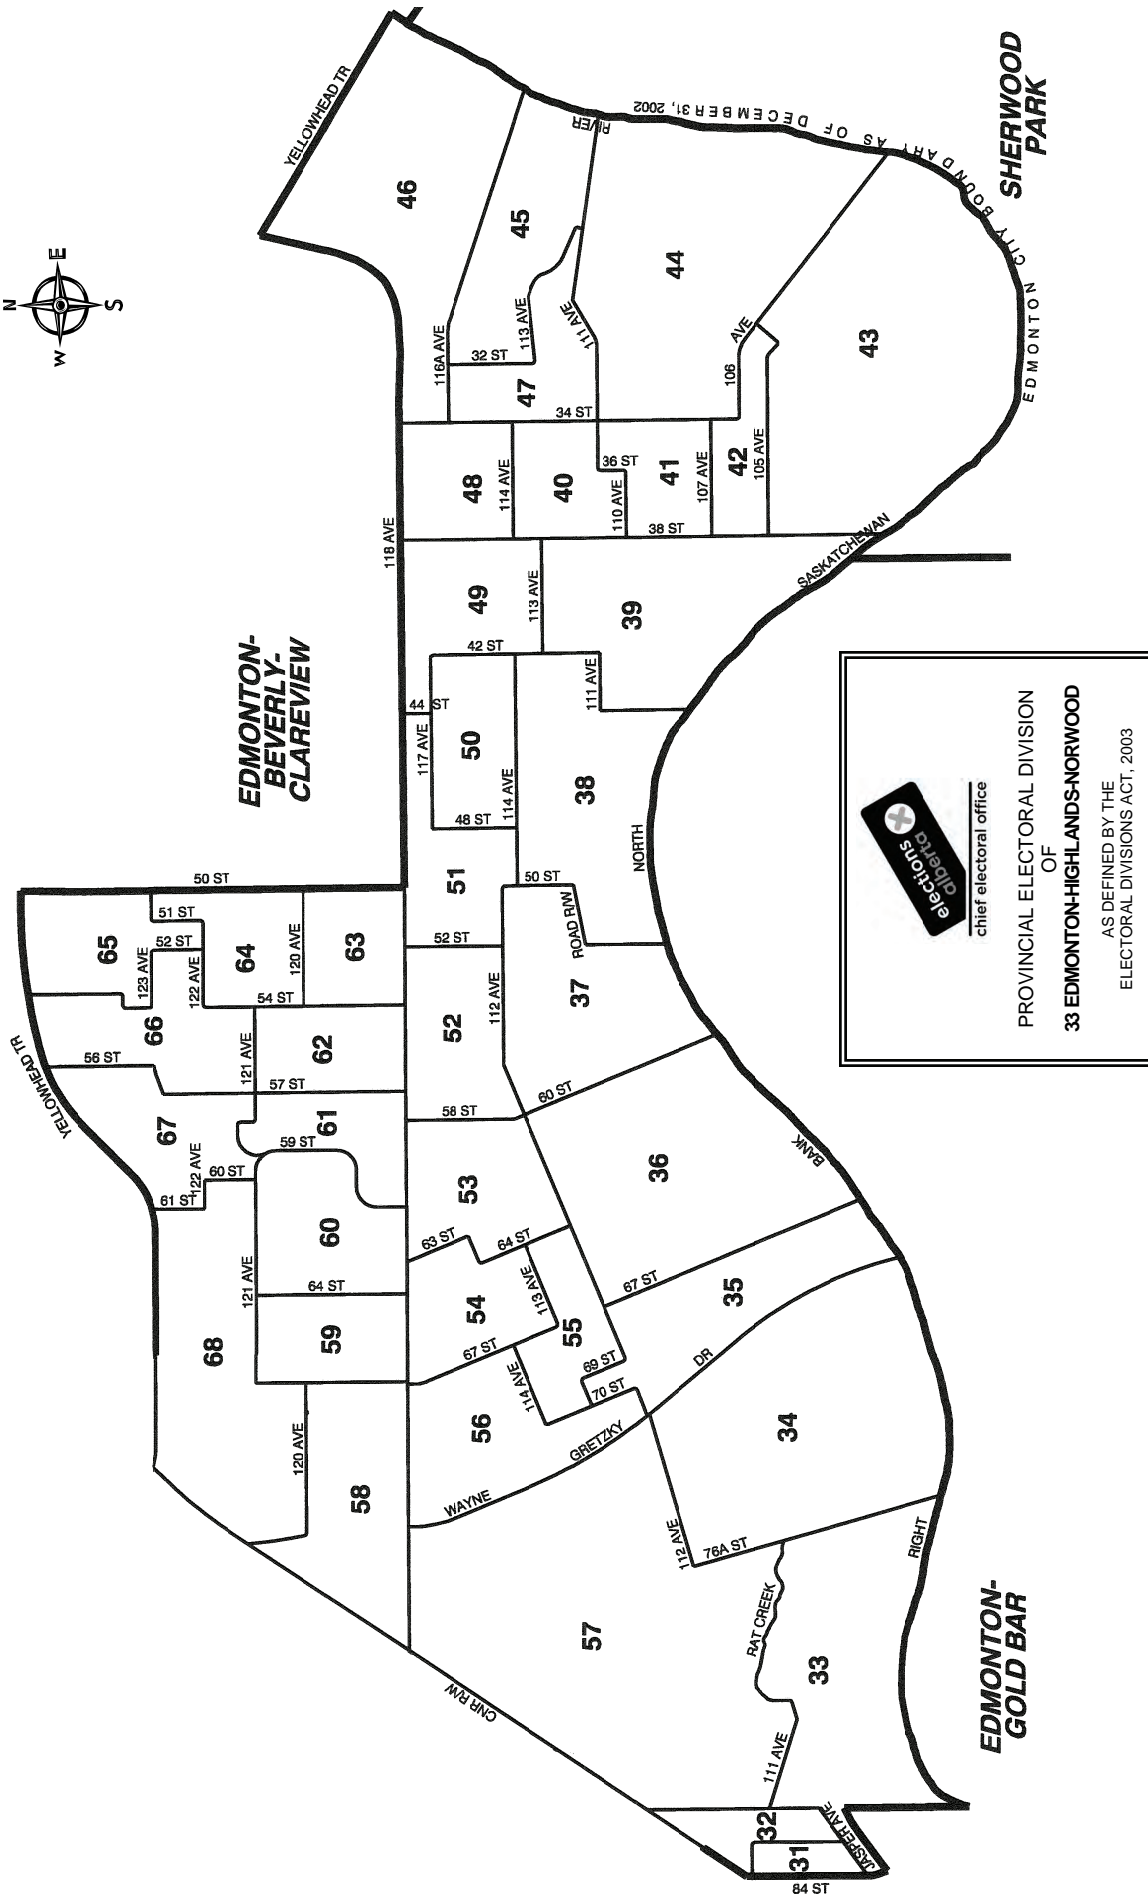 YELLOWHEAD TR
SHERWOOD
PARK
N
E
S
W
46
45
RIVER
EDMONTON CITY BOUNDARY AS OF DECEMBER 31, 2002
44
43
116A AVE
113 AVE
32 ST
111 AVE
106
AVE
47
34 ST
48
114 AVE
40
36 ST
110 AVE
41
107 AVE
42
105 AVE
38 ST
118 AVE
SASKATCHEWAN
49
113 AVE
39
42 ST
111 AVE
EDMONTON-
BEVERLY-
CLAREVIEW
44 ST
117 AVE
50
114 AVE
38
48 ST
NORTH
50 ST
51
50 ST
ROAD R/W
52 ST
65
51 ST
52 ST
64
120 AVE
63
123 AVE
122 AVE
54 ST
66
112 AVE
37
52
62
121 AVE
YELLOWHEAD TR
56 ST
57 ST
60 ST
58 ST
67
61
59 ST
122 AVE
60 ST
61 ST
BANK
36
53
60
63 ST
64 ST
121 AVE
64 ST
113 AVE
67 ST
35
54
55
68
59
67 ST
69 ST
DR
114 AVE
70 ST
56
34
GRETZKY
120 AVE
58
WAYNE
112 AVE
76A ST
RIGHT
57
RAT CREEK
33
CNR R/W
EDMONTON-
GOLD BAR
111 AVE
32
JASPER AVE.
31
84 ST
elections
alberta
chief electoral office
PROVINCIAL ELECTORAL DIVISION
OF
33 EDMONTON-HIGHLANDS-NORWOOD
AS DEFINED BY THE
ELECTORAL DIVISIONS ACT, 2003